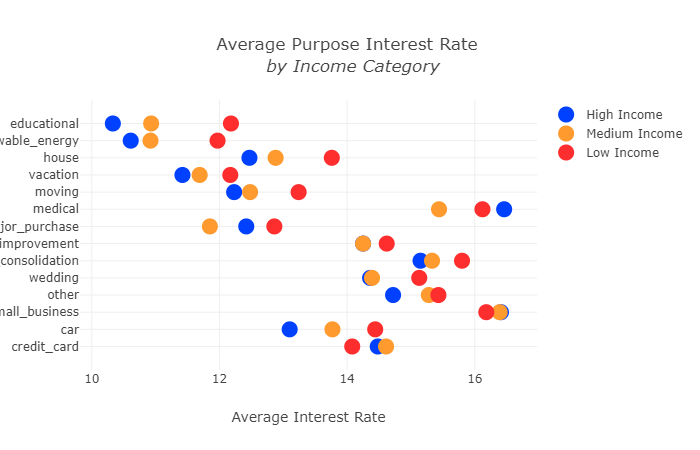 Average Purpose Interest Rate
by Income Category
educational
wable_energy
house
vacation
moving
medical
jor_purchase
improvement
consolidation
wedding
other
mall_business
car
credit_card
10 12 14 16
Average Interest Rate
High Income
Medium Income
Low Income